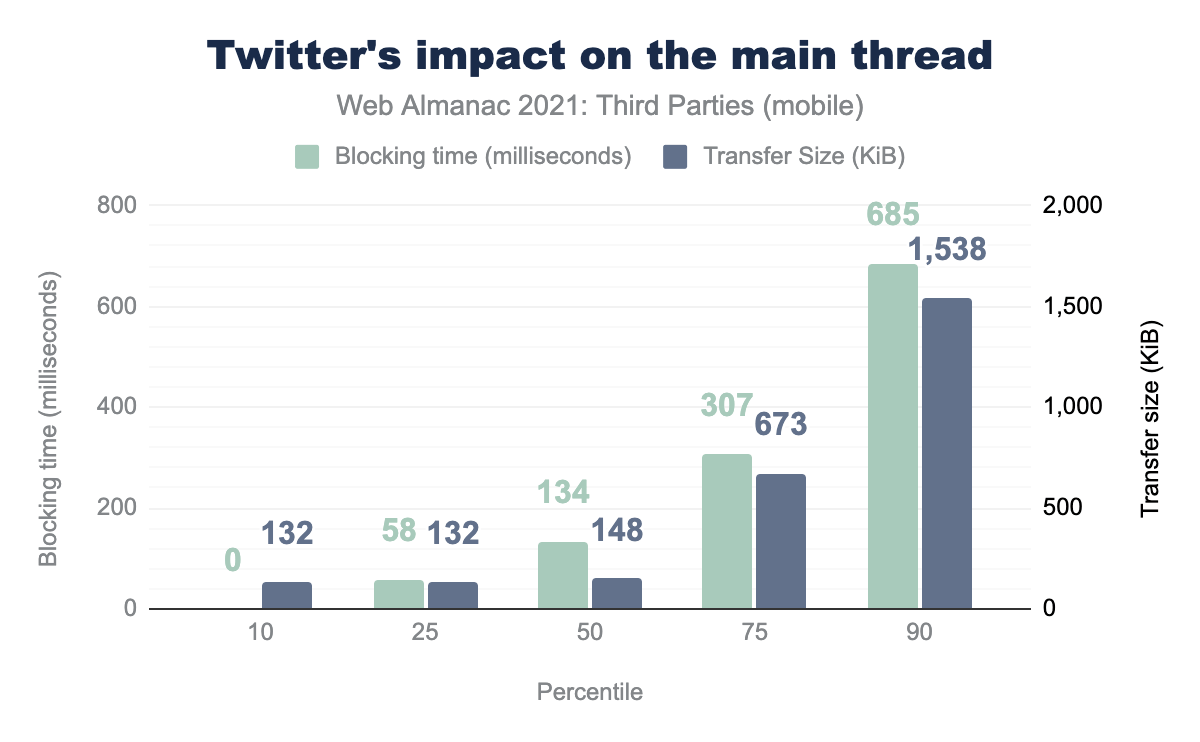 Twitter's impact on the main thread
Web Almanac 2021: Third Parties (mobile)
Blocking time (milliseconds) Transfer Size (KiB)
Blocking time (milliseconds)
800
600
400
200
0
0 132
58 132
134 148
307 673
685 1,538
2,000
1,500
1,000
500
0
Transfer size (KiB)
10 25 50 75 90
Percentile